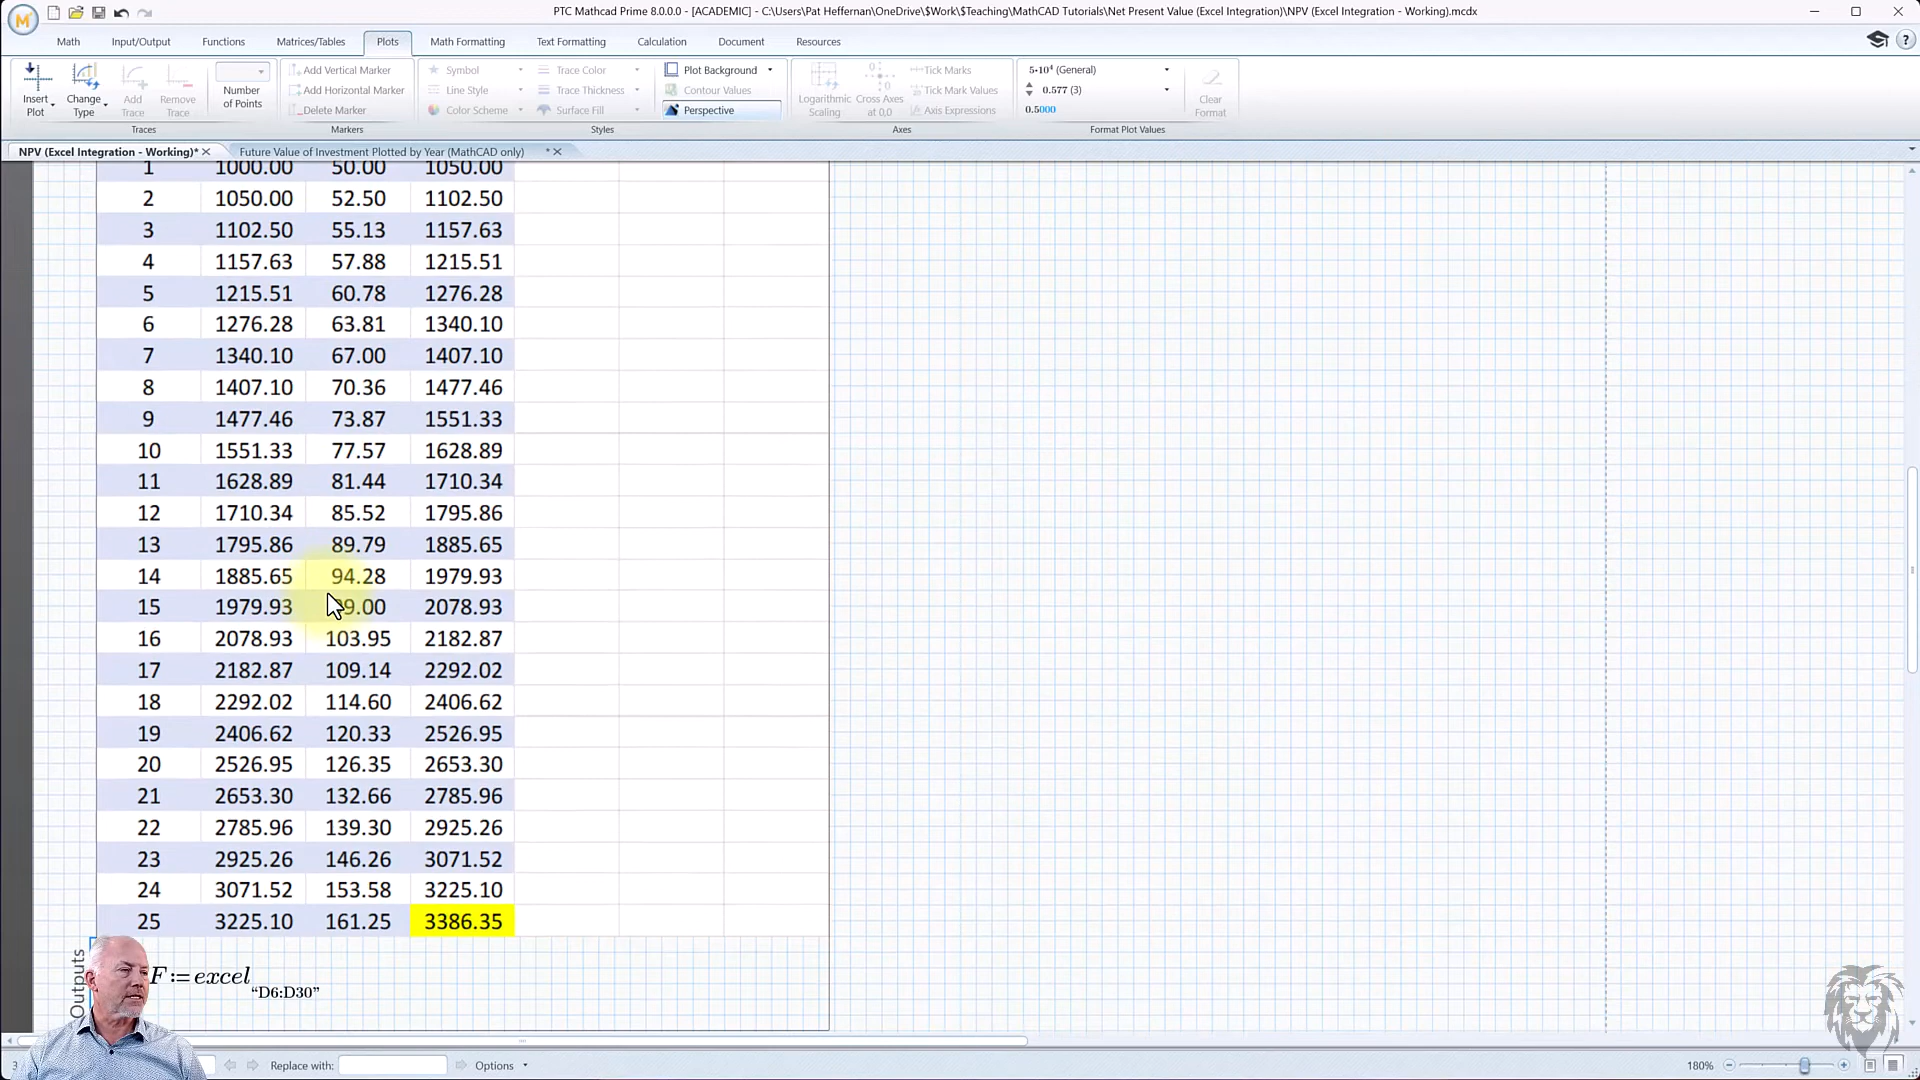 PTC Mathcad Prime 8.0.0.0 - [ACADEMIC] - C:\Users\Pat Heffernan\OneDrive\$Work\$Teaching\MathCAD Tutorials\Net Present Value (Excel Integration)\NPV (Excel Integration - Working).mcdx
Math Input/Output Functions Matrices/Tables Plots Math Formatting Text Formatting Calculation Document Resources
Insert Plot
Change Type
Add Trace
Remove Trace
Number of Points
Traces
Add Vertical Marker
Add Horizontal Marker
Delete Marker
Markers
Symbol
Line Style
Color Scheme
Trace Color
Trace Thickness
Surface Fill
Plot Background
Contour Values
Perspective
Styles
Logarithmic Scaling
Cross Axes at 0,0
Tick Marks
Tick Mark Values
Axis Expressions
Axes
5•10⁴ (General)
0.577 (3)
0.5000
Clear Format
Format Plot Values
NPV (Excel Integration - Working)* Future Value of Investment Plotted by Year (MathCAD only) *
1 1000.00 50.00 1050.00
2 1050.00 52.50 1102.50
3 1102.50 55.13 1157.63
4 1157.63 57.88 1215.51
5 1215.51 60.78 1276.28
6 1276.28 63.81 1340.10
7 1340.10 67.00 1407.10
8 1407.10 70.36 1477.46
9 1477.46 73.87 1551.33
10 1551.33 77.57 1628.89
11 1628.89 81.44 1710.34
12 1710.34 85.52 1795.86
13 1795.86 89.79 1885.65
14 1885.65 94.28 1979.93
15 1979.93 2078.93
16 2078.93 103.95 2182.87
17 2182.87 109.14 2292.02
18 2292.02 114.60 2406.62
19 2406.62 120.33 2526.95
20 2526.95 126.35 2653.30
21 2653.30 132.66 2785.96
22 2785.96 139.30 2925.26
23 2925.26 146.26 3071.52
24 3071.52 153.58 3225.10
25 3225.10 161.25 3386.35
Outputs
F := excel "D6:D30"
Replace with: Options 180%